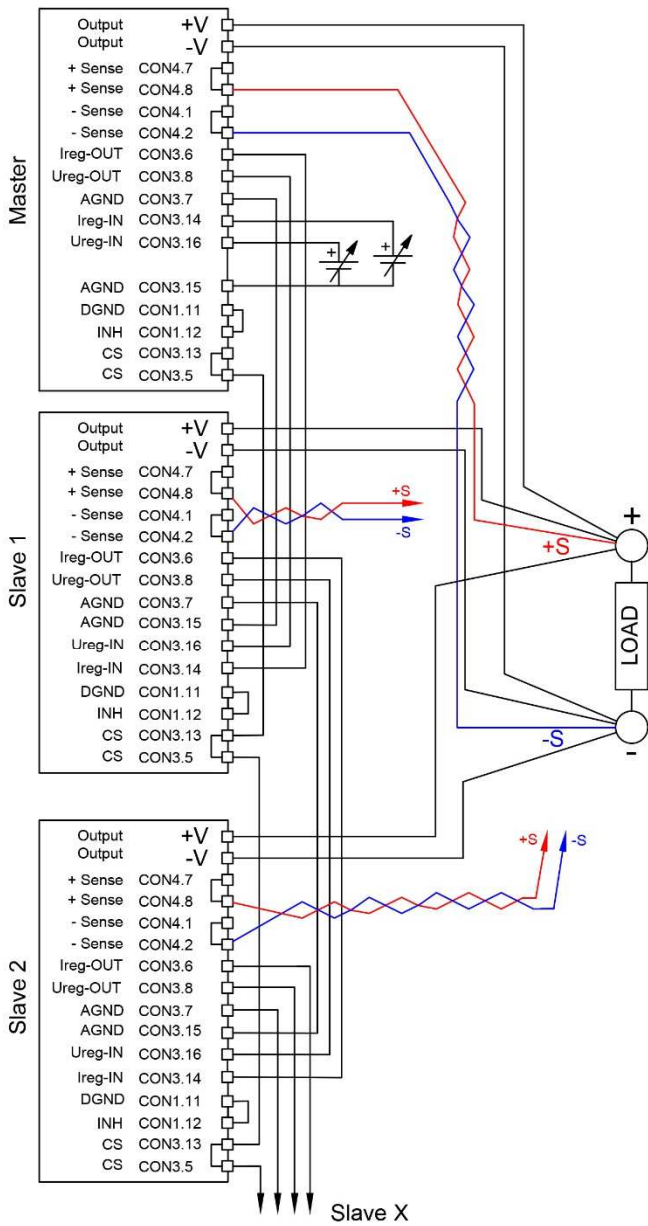 Master
Output +V
Output -V
+ Sense CON4.7
+ Sense CON4.8
- Sense CON4.1
- Sense CON4.2
Ireg-OUT CON3.6
Ureg-OUT CON3.8
AGND CON3.7
Ireg-IN CON3.14
Ureg-IN CON3.16
+ +
AGND CON3.15
DGND CON1.11
INH CON1.12
CS CON3.13
CS CON3.5
Slave 1
Output +V
Output -V
+ Sense CON4.7
+ Sense CON4.8
- Sense CON4.1
- Sense CON4.2
Ireg-OUT CON3.6
Ureg-OUT CON3.8
AGND CON3.7
AGND CON3.15
Ureg-IN CON3.16
Ireg-IN CON3.14
DGND CON1.11
INH CON1.12
CS CON3.13
CS CON3.5
+S
-S
+
+S
LOAD
-S
-
Slave 2
Output +V
Output -V
+ Sense CON4.7
+ Sense CON4.8
- Sense CON4.1
- Sense CON4.2
Ireg-OUT CON3.6
Ureg-OUT CON3.8
AGND CON3.7
AGND CON3.15
Ureg-IN CON3.16
Ireg-IN CON3.14
DGND CON1.11
INH CON1.12
CS CON3.13
CS CON3.5
+S -S
Slave X